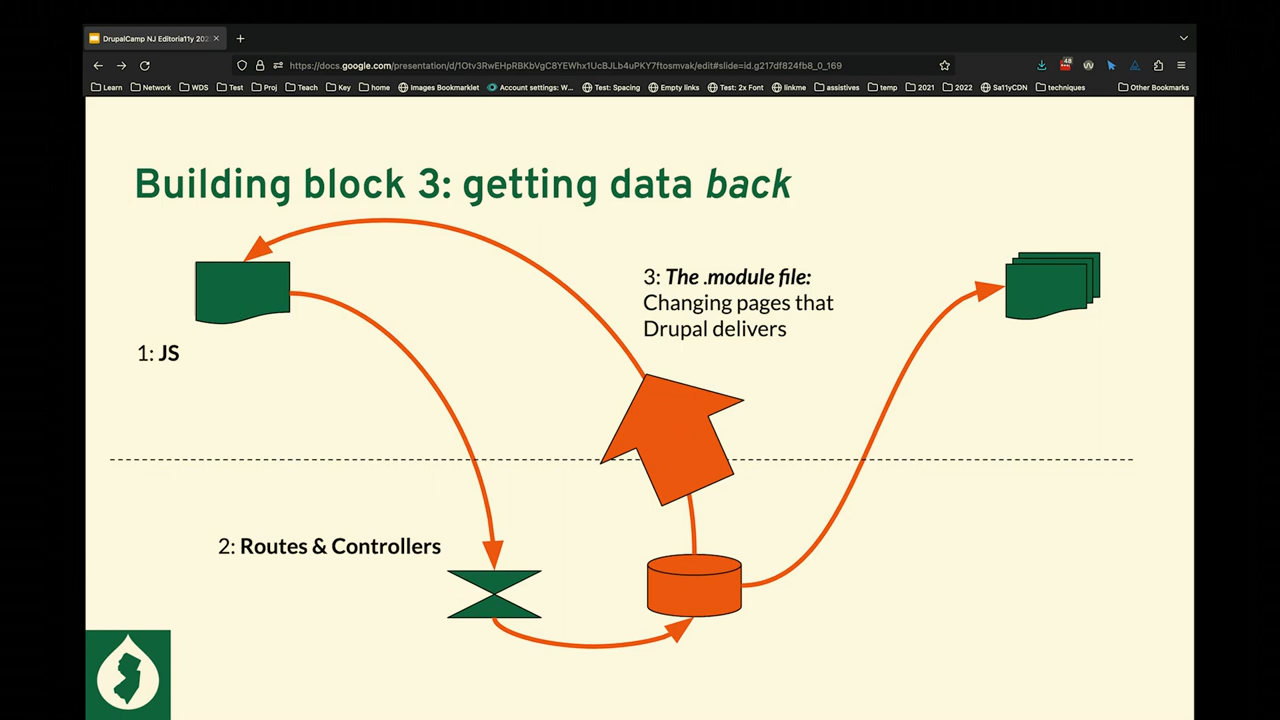 DrupalCamp NJ Editoria11y 202
https://docs.google.com/presentation/d/1Otv3RwEHpRBKbVgC8YEWhx1UcBJLb4uPKY7ftosmvak/edit#slide=id.g217df824fb8_0_169
48
Learn Network WDS Test Proj Teach Key home Images Bookmarklet Account settings: W... Test: Spacing Empty links Test: 2x Font linkme assistives temp 2021 2022 Sa11yCDN techniques Other Bookmarks
Building block 3: getting data back
3: The .module file:
Changing pages that
Drupal delivers
1: JS
2: Routes & Controllers